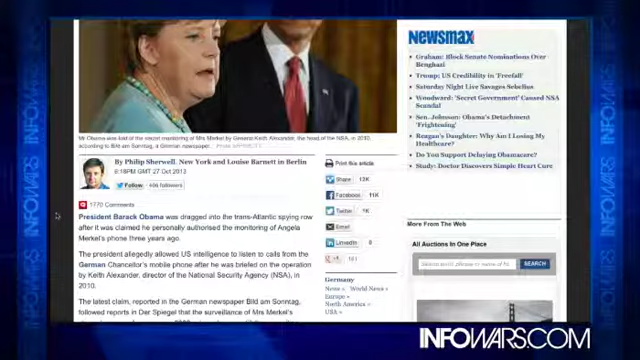 Newsmax
Graham: Block Senate Nominations Over
Benghazi
Trump: US Credibility in 'Freefall'
Saturday Night Live Savages Sebelius
Woodward: 'Secret Government' Caused NSA
Scandal
Sen. Johnson: Obama's Detachment
'Frightening'
Reagan's Daughter: Why Am I Losing My
Healthcare?
Do You Support Delaying Obamacare?
Study: Doctor Discovers Simple Heart Cure
Mr Obama was told of the secret monitoring of Mrs Merkel by General Keith Alexander, the head of the NSA, in 2010,
according to Bild am Sonntag, a German newspaper.
By Philip Sherwell, New York and Louise Barnett in Berlin
8:18PM GMT 27 Oct 2013
Follow
followers
1770 Comments
President Barack Obama was dragged into the trans-Atlantic spying row
after it was claimed he personally authorised the monitoring of Angela
Merkel's phone three years ago.
The president allegedly allowed US intelligence to listen to calls from the
German Chancellor's mobile phone after he was briefed on the operation
by Keith Alexander, director of the National Security Agency (NSA), in
2010.
The latest claim, reported in the German newspaper Bild am Sonntag,
followed reports in Der Spiegel that the surveillance of Mrs Merkel's
Print this article
Share 13K
Facebook 11K
Twitter 1K
Email
LinkedIn 0
+1
Germany
News »
World News »
Europe »
North America »
USA »
More From The Web
All Auctions In One Place
SEARCH
INFOWARS
INFOWARS
INFOWARS
INFOWARS
INFOWARS.COM